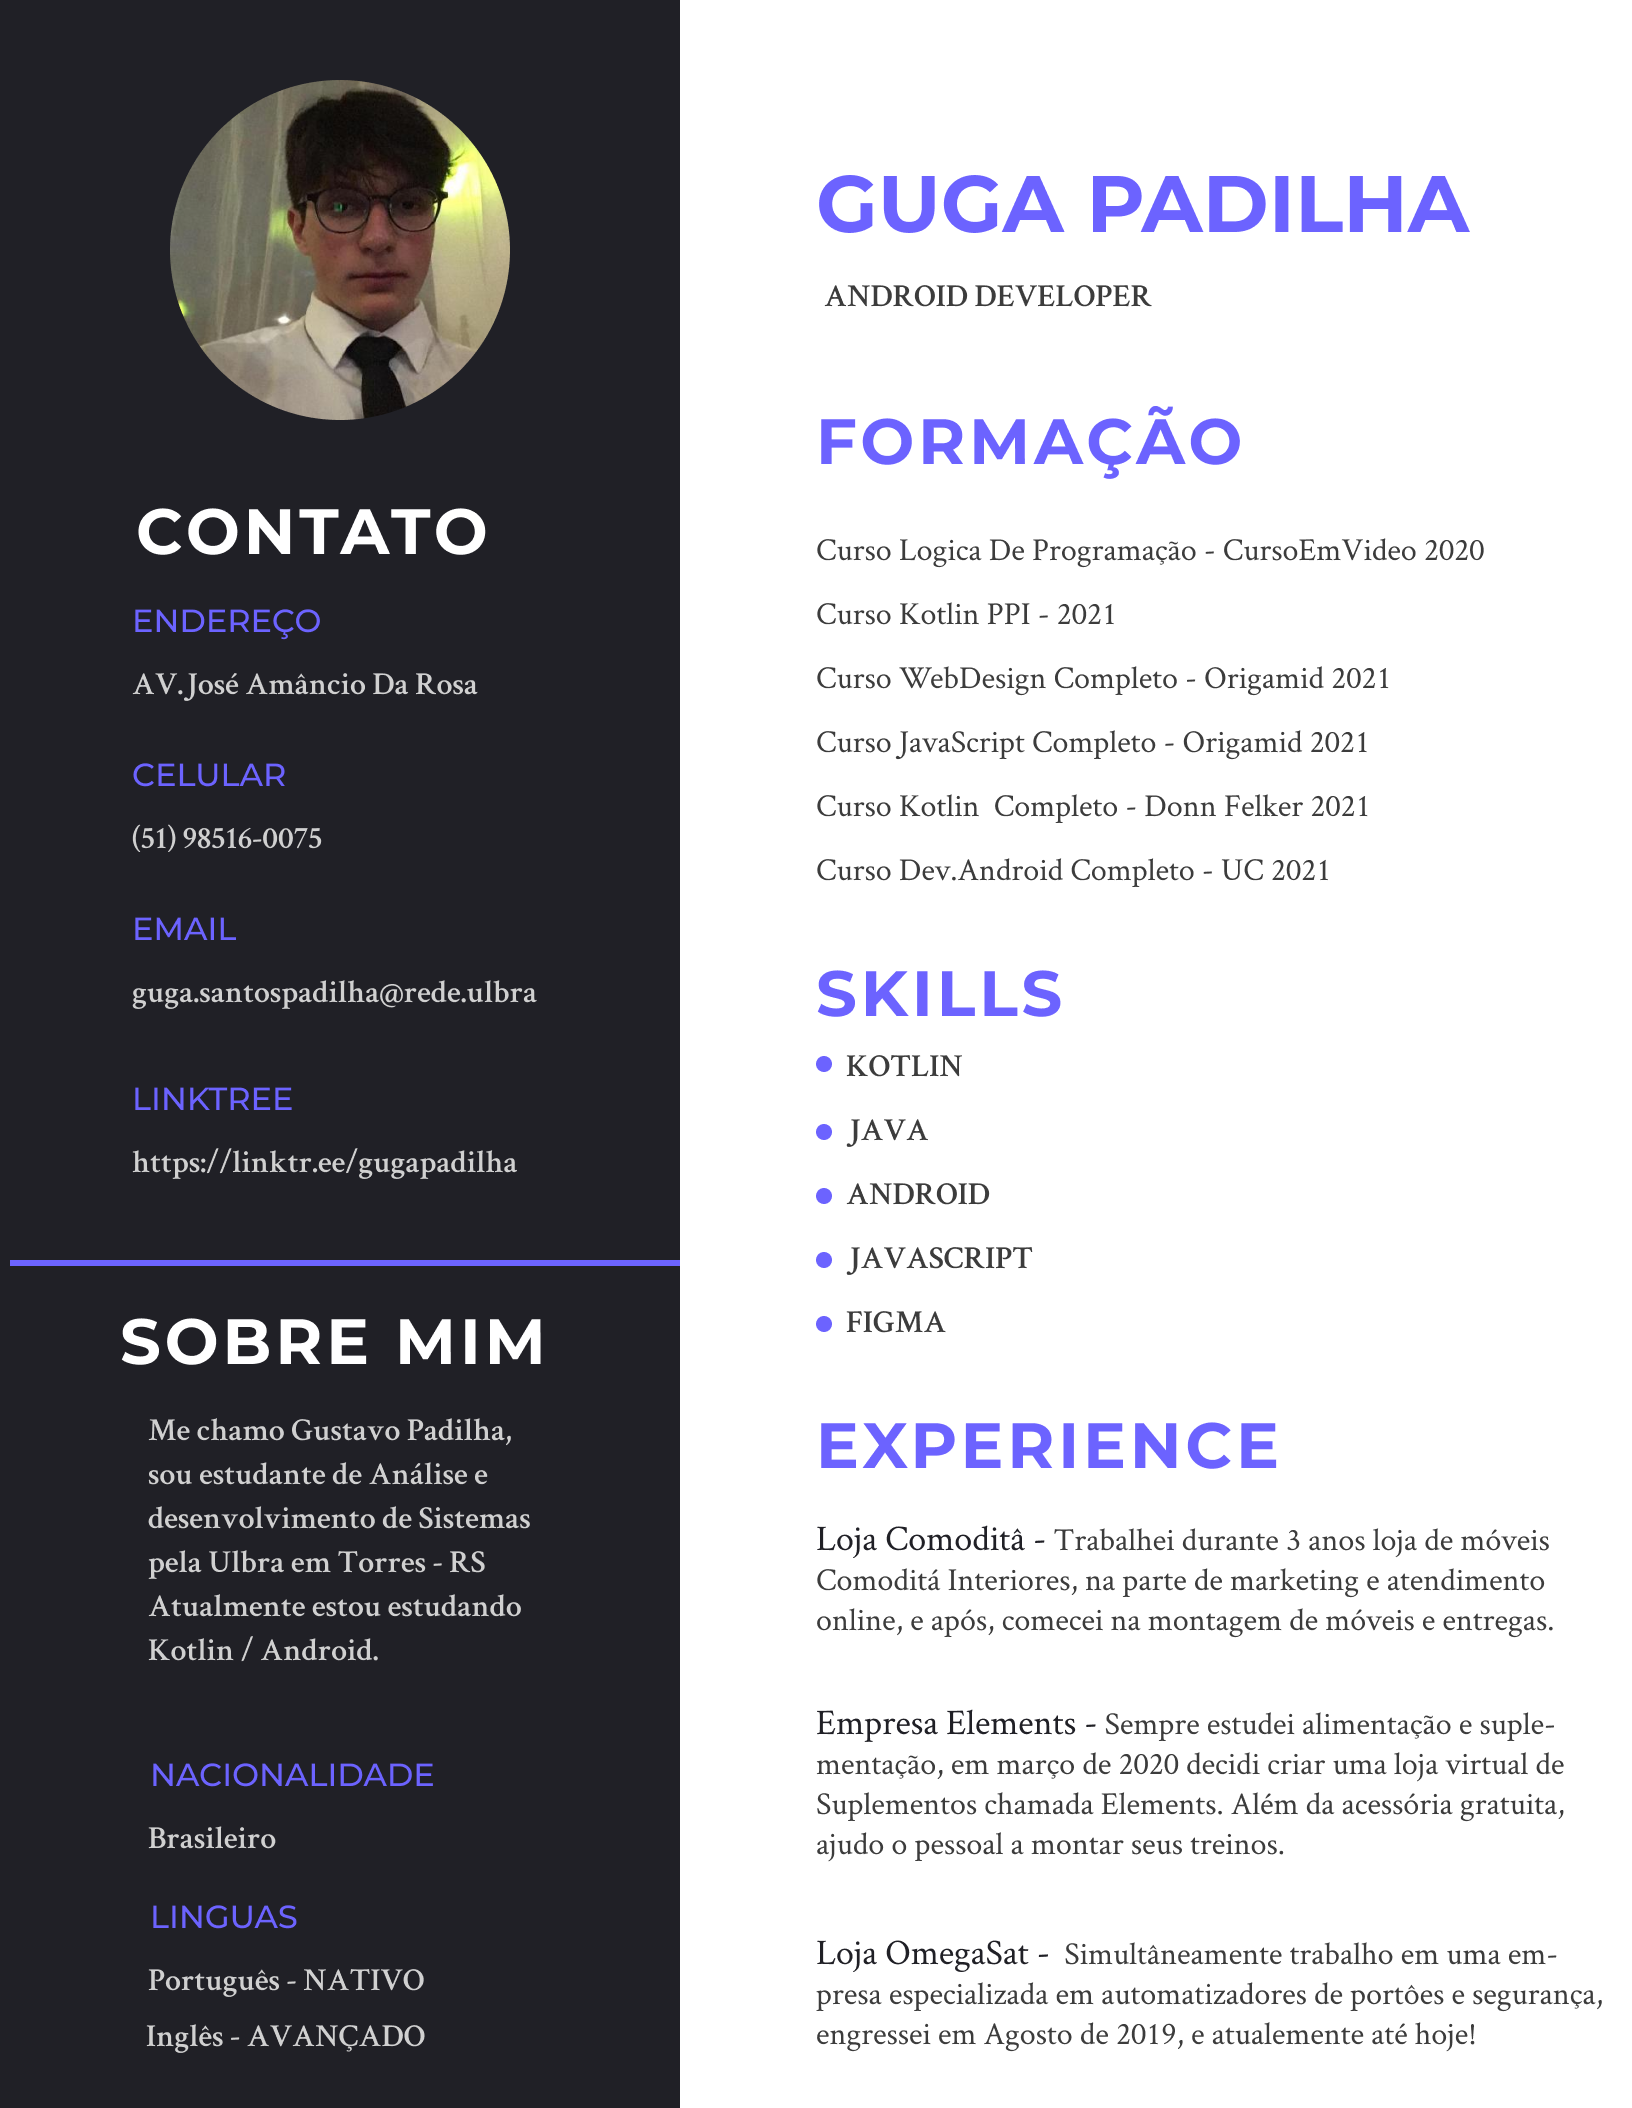 CONTATO
ENDEREÇO
AV.José Amâncio Da Rosa
CELULAR
(51) 98516-0075
EMAIL
guga.santospadilha@rede.ulbra
LINKTREE
https://linktr.ee/gugapadilha
SOBRE MIM
Me chamo Gustavo Padilha,
sou estudante de Análise e
desenvolvimento de Sistemas
pela Ulbra em Torres - RS
Atualmente estou estudando
Kotlin / Android.
NACIONALIDADE
Brasileiro
LINGUAS
Português - NATIVO
Inglês - AVANÇADO
GUGA PADILHA
ANDROID DEVELOPER
FORMAÇÃO
Curso Logica De Programação - CursoEmVideo 2020
Curso Kotlin PPI - 2021
Curso WebDesign Completo - Origamid 2021
Curso JavaScript Completo - Origamid 2021
Curso Kotlin  Completo - Donn Felker 2021
Curso Dev.Android Completo - UC 2021
SKILLS
KOTLIN
JAVA
ANDROID
JAVASCRIPT
FIGMA
EXPERIENCE
Loja Comoditâ - Trabalhei durante 3 anos loja de móveis
Comoditá Interiores, na parte de marketing e atendimento
online, e após, comecei na montagem de móveis e entregas.
Empresa Elements - Sempre estudei alimentação e suple-
mentação, em março de 2020 decidi criar uma loja virtual de
Suplementos chamada Elements. Além da acessória gratuita,
ajudo o pessoal a montar seus treinos.
Loja OmegaSat -  Simultâneamente trabalho em uma em-
presa especializada em automatizadores de portôes e segurança,
engressei em Agosto de 2019, e atualemente até hoje!